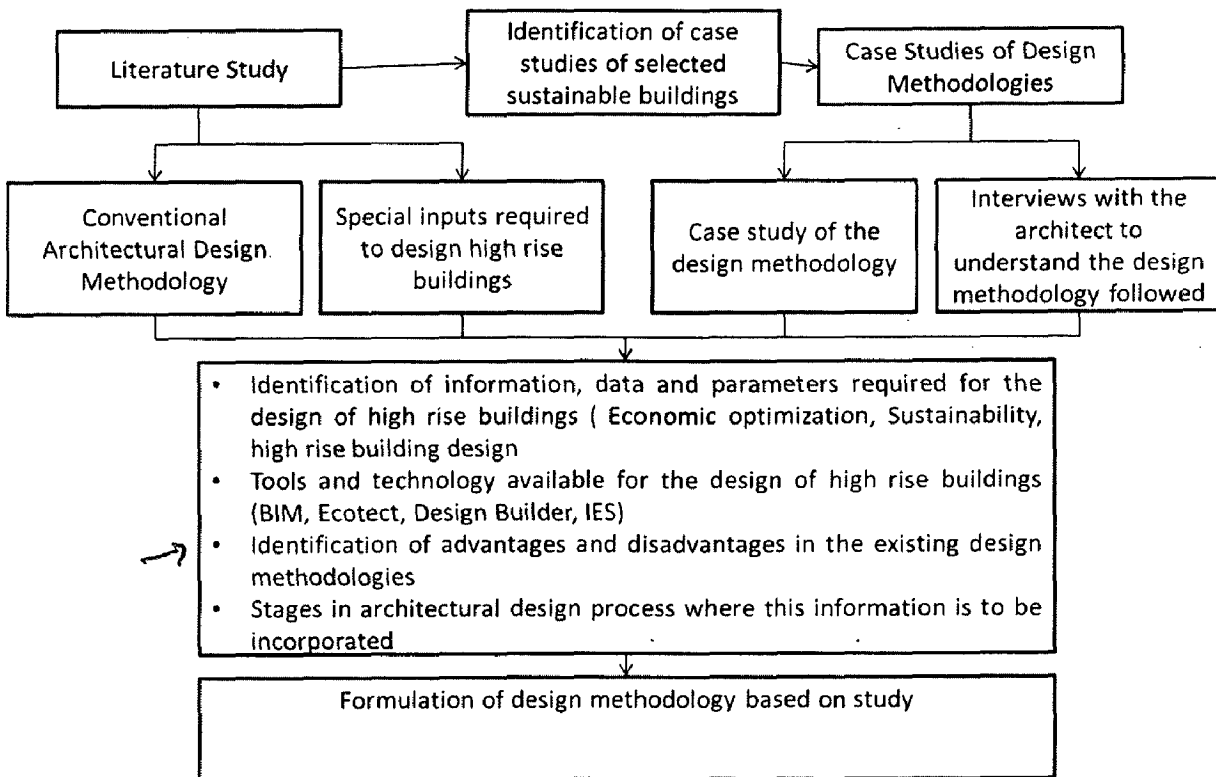 Literature Study
Identification of case
studies of selected
sustainable buildings
Case Studies of Design
Methodologies
Conventional
Architectural Design.
Methodology
Special inputs required
to design high rise
buildings
Case study of the
design methodology
Interviews with the
architect to
understand the design
methodology followed
• Identification of information, data and parameters required for the
design of high rise buildings ( Economic optimization, Sustainability,
high rise building design
• Tools and technology available for the design of high rise buildings
(BIM, Ecotect, Design Builder, IES)
• Identification of advantages and disadvantages in the existing design
methodologies
• Stages in architectural design process where this information is to be
incorporated
Formulation of design methodology based on study